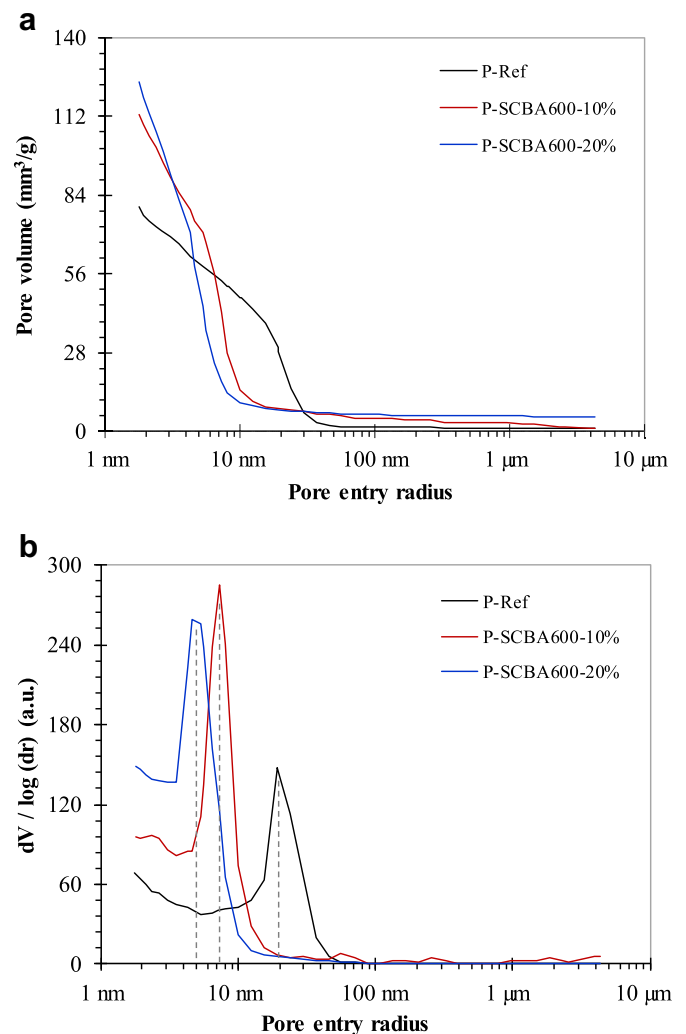 a
140
112
84
56
28
0
Pore volume (mm³/g)
P-Ref
P-SCBA600-10%
P-SCBA600-20%
1 nm 10 nm 100 nm 1 µm 10 µm
Pore entry radius
b
300
240
180
120
60
0
dV / log (dr) (a.u.)
P-Ref
P-SCBA600-10%
P-SCBA600-20%
1 nm 10 nm 100 nm 1 µm 10 µm
Pore entry radius